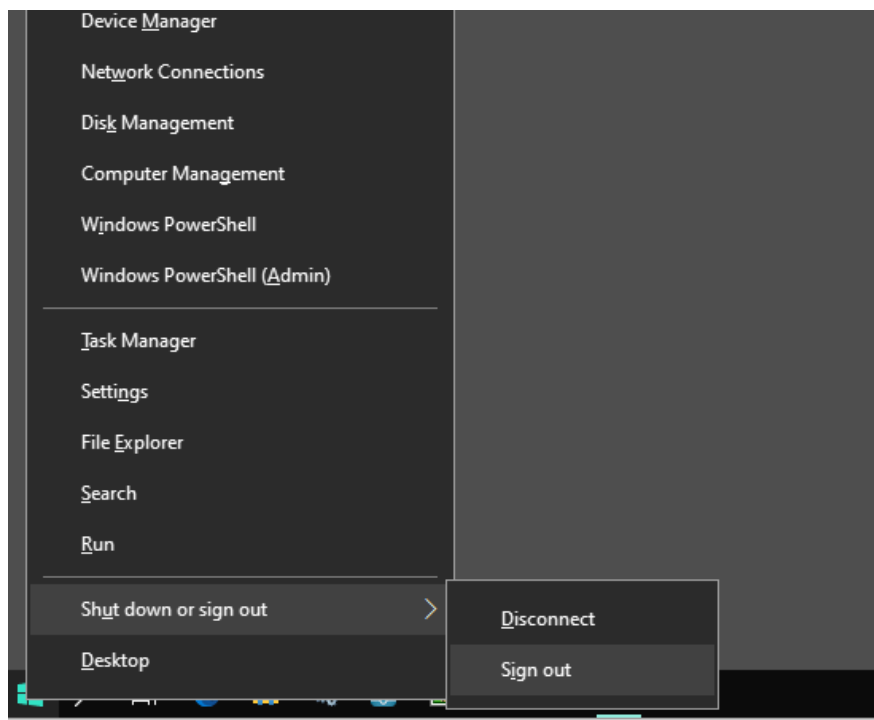 Device Manager
Network Connections
Disk Management
Computer Management
Windows PowerShell
Windows PowerShell (Admin)
Task Manager
Settings
File Explorer
Search
Run
Shut down or sign out
Disconnect
Sign out
Desktop